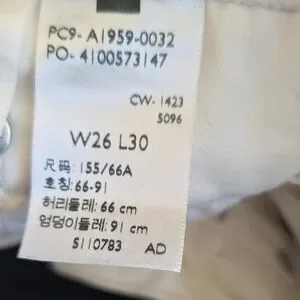 PC9- A1959-0032
PO- 4100573147
CW- 1423
5096
W26 L30
尺码: 155/66A
호칭: 66-91
허리둘레: 66 cm
엉덩이둘레: 91 cm
S110783 AD